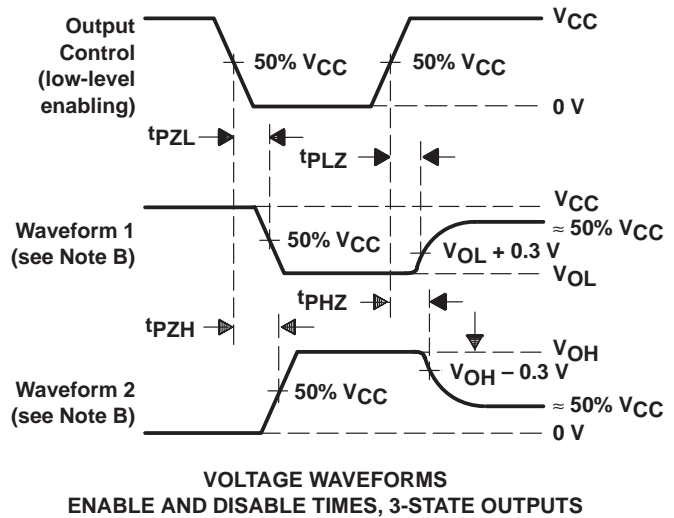 Output
Control
(low-level
enabling)
VCC
50% VCC
50% VCC
0 V
tPZL
tPLZ
Waveform 1
(see Note B)
VCC
≈ 50% VCC
50% VCC
VOL + 0.3 V
VOL
tPHZ
tPZH
VOH
Waveform 2
(see Note B)
50% VCC
VOH – 0.3 V
≈ 50% VCC
0 V
VOLTAGE WAVEFORMS
ENABLE AND DISABLE TIMES, 3-STATE OUTPUTS